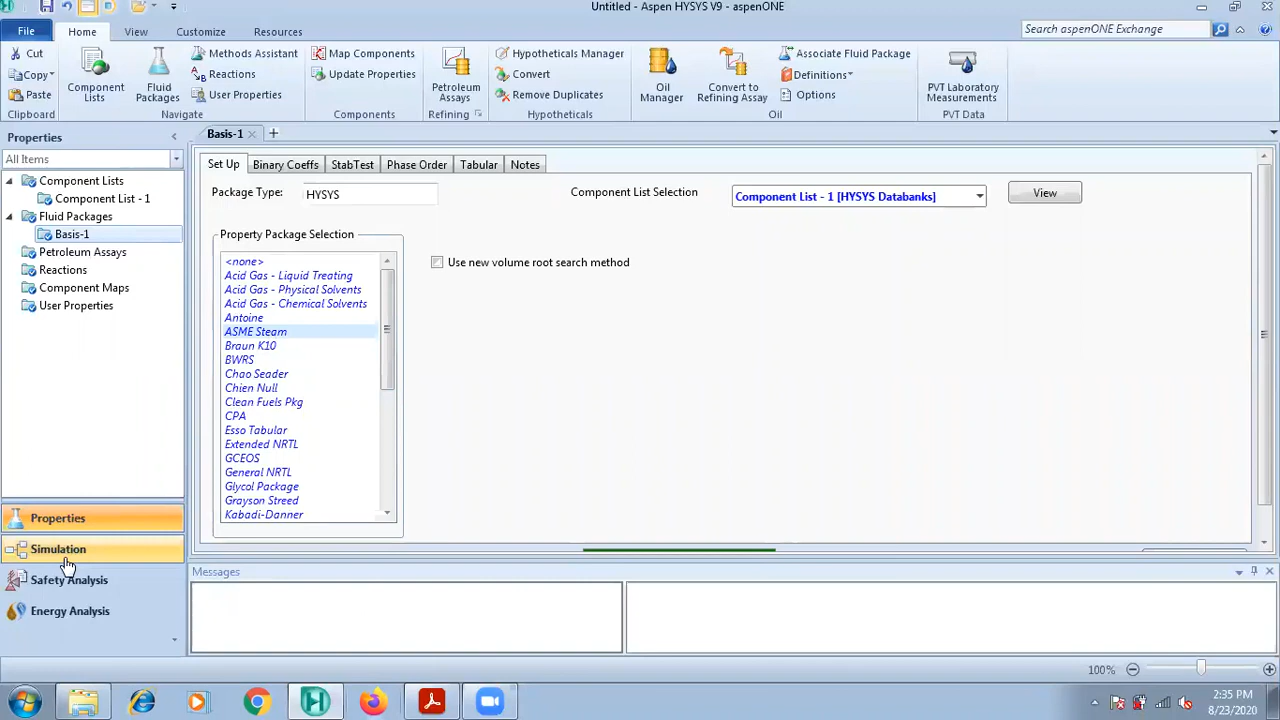 Untitled - Aspen HYSYS V9 - aspenONE
File Home View Customize Resources Search aspenONE Exchange
Cut Methods Assistant Map Components Hypotheticals Manager Associate Fluid Package
Copy Component Lists Fluid Packages Reactions Update Properties Petroleum Assays Convert Oil Manager Convert to Refining Assay Definitions PVT Laboratory Measurements
Paste User Properties Remove Duplicates Options
Clipboard Navigate Components Refining Hypotheticals Oil PVT Data
Properties
All Items
Component Lists
Component List - 1
Fluid Packages
Basis-1
Petroleum Assays
Reactions
Component Maps
User Properties
Properties
Simulation
Safety Analysis
Energy Analysis
Basis-1
Set Up Binary Coeffs StabTest Phase Order Tabular Notes
Package Type: HYSYS Component List Selection Component List - 1 [HYSYS Databanks] View
Property Package Selection
<none>
Acid Gas - Liquid Treating
Acid Gas - Physical Solvents
Acid Gas - Chemical Solvents
Antoine
ASME Steam
Braun K10
BWRS
Chao Seader
Chien Null
Clean Fuels Pkg
CPA
Esso Tabular
Extended NRTL
GCEOS
General NRTL
Glycol Package
Grayson Streed
Kabadi-Danner
Use new volume root search method
Messages
100%
2:35 PM
8/23/2020